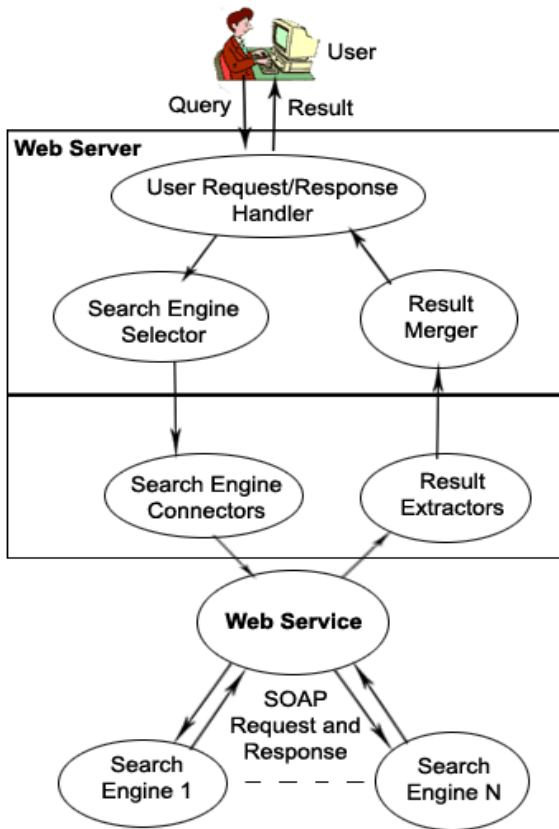 User
Query
Result
Web Server
User Request/Response
Handler
Search Engine
Selector
Result
Merger
Search Engine
Connectors
Result
Extractors
Web Service
SOAP
Request and
Response
Search
Engine 1
Search
Engine N